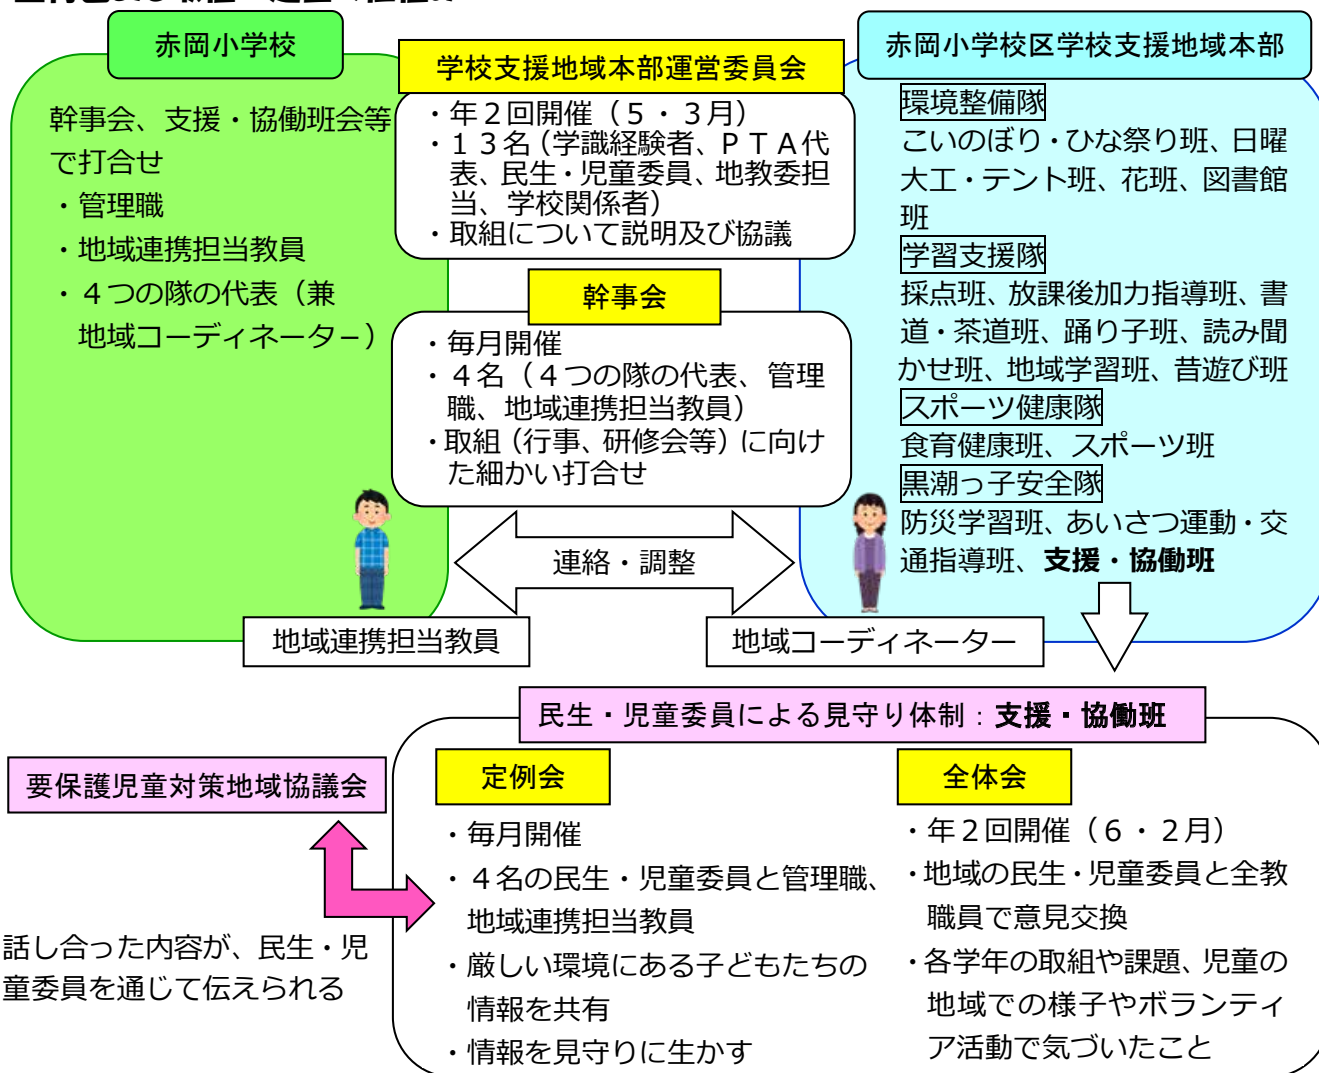 赤岡小学校
幹事会、支援・協働班会等
で打合せ
・管理職
・地域連携担当教員
・４つの隊の代表（兼
地域コーディネーター）
学校支援地域本部運営委員会
・年２回開催（５・３月）
・１３名（学識経験者、ＰＴＡ代
表、民生・児童委員、地教委担
当、学校関係者）
・取組について説明及び協議
幹事会
・毎月開催
・４名（４つの隊の代表、管理
職、地域連携担当教員）
・取組（行事、研修会等）に向け
た細かい打合せ
赤岡小学校区学校支援地域本部
環境整備隊
こいのぼり・ひな祭り班、日曜
大工・テント班、花班、図書館
班
学習支援隊
採点班、放課後加力指導班、書
道・茶道班、踊り子班、読み聞
かせ班、地域学習班、昔遊び班
スポーツ健康隊
食育健康班、スポーツ班
黒潮っ子安全隊
防災学習班、あいさつ運動・交
通指導班、支援・協働班
連絡・調整
地域連携担当教員
地域コーディネーター
民生・児童委員による見守り体制：支援・協働班
要保護児童対策地域協議会
話し合った内容が、民生・児
童委員を通じて伝えられる
定例会
・毎月開催
・４名の民生・児童委員と管理職、
地域連携担当教員
・厳しい環境にある子どもたちの
情報を共有
・情報を見守りに生かす
全体会
・年２回開催（６・２月）
・地域の民生・児童委員と全教
職員で意見交換
・各学年の取組や課題、児童の
地域での様子やボランティ
ア活動で気づいたこと